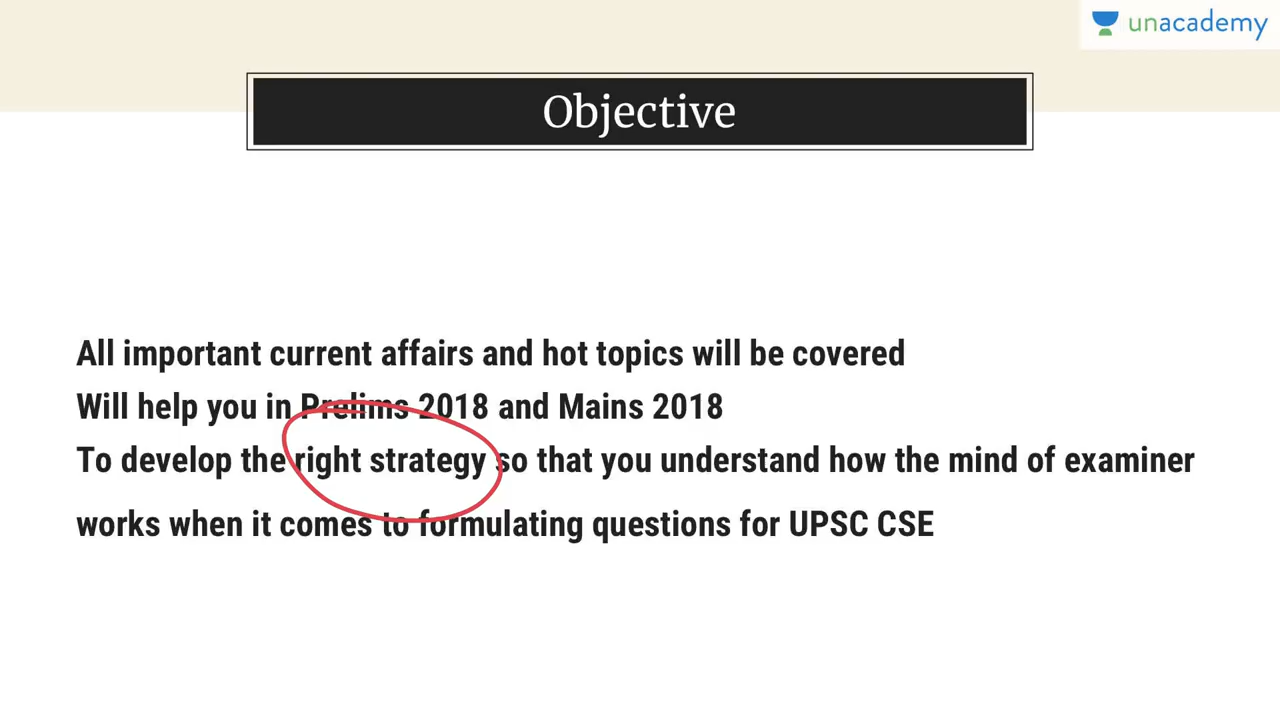 unacademy
Objective
All important current affairs and hot topics will be covered
Will help you in Prelims 2018 and Mains 2018
To develop the right strategy so that you understand how the mind of examiner
works when it comes to formulating questions for UPSC CSE